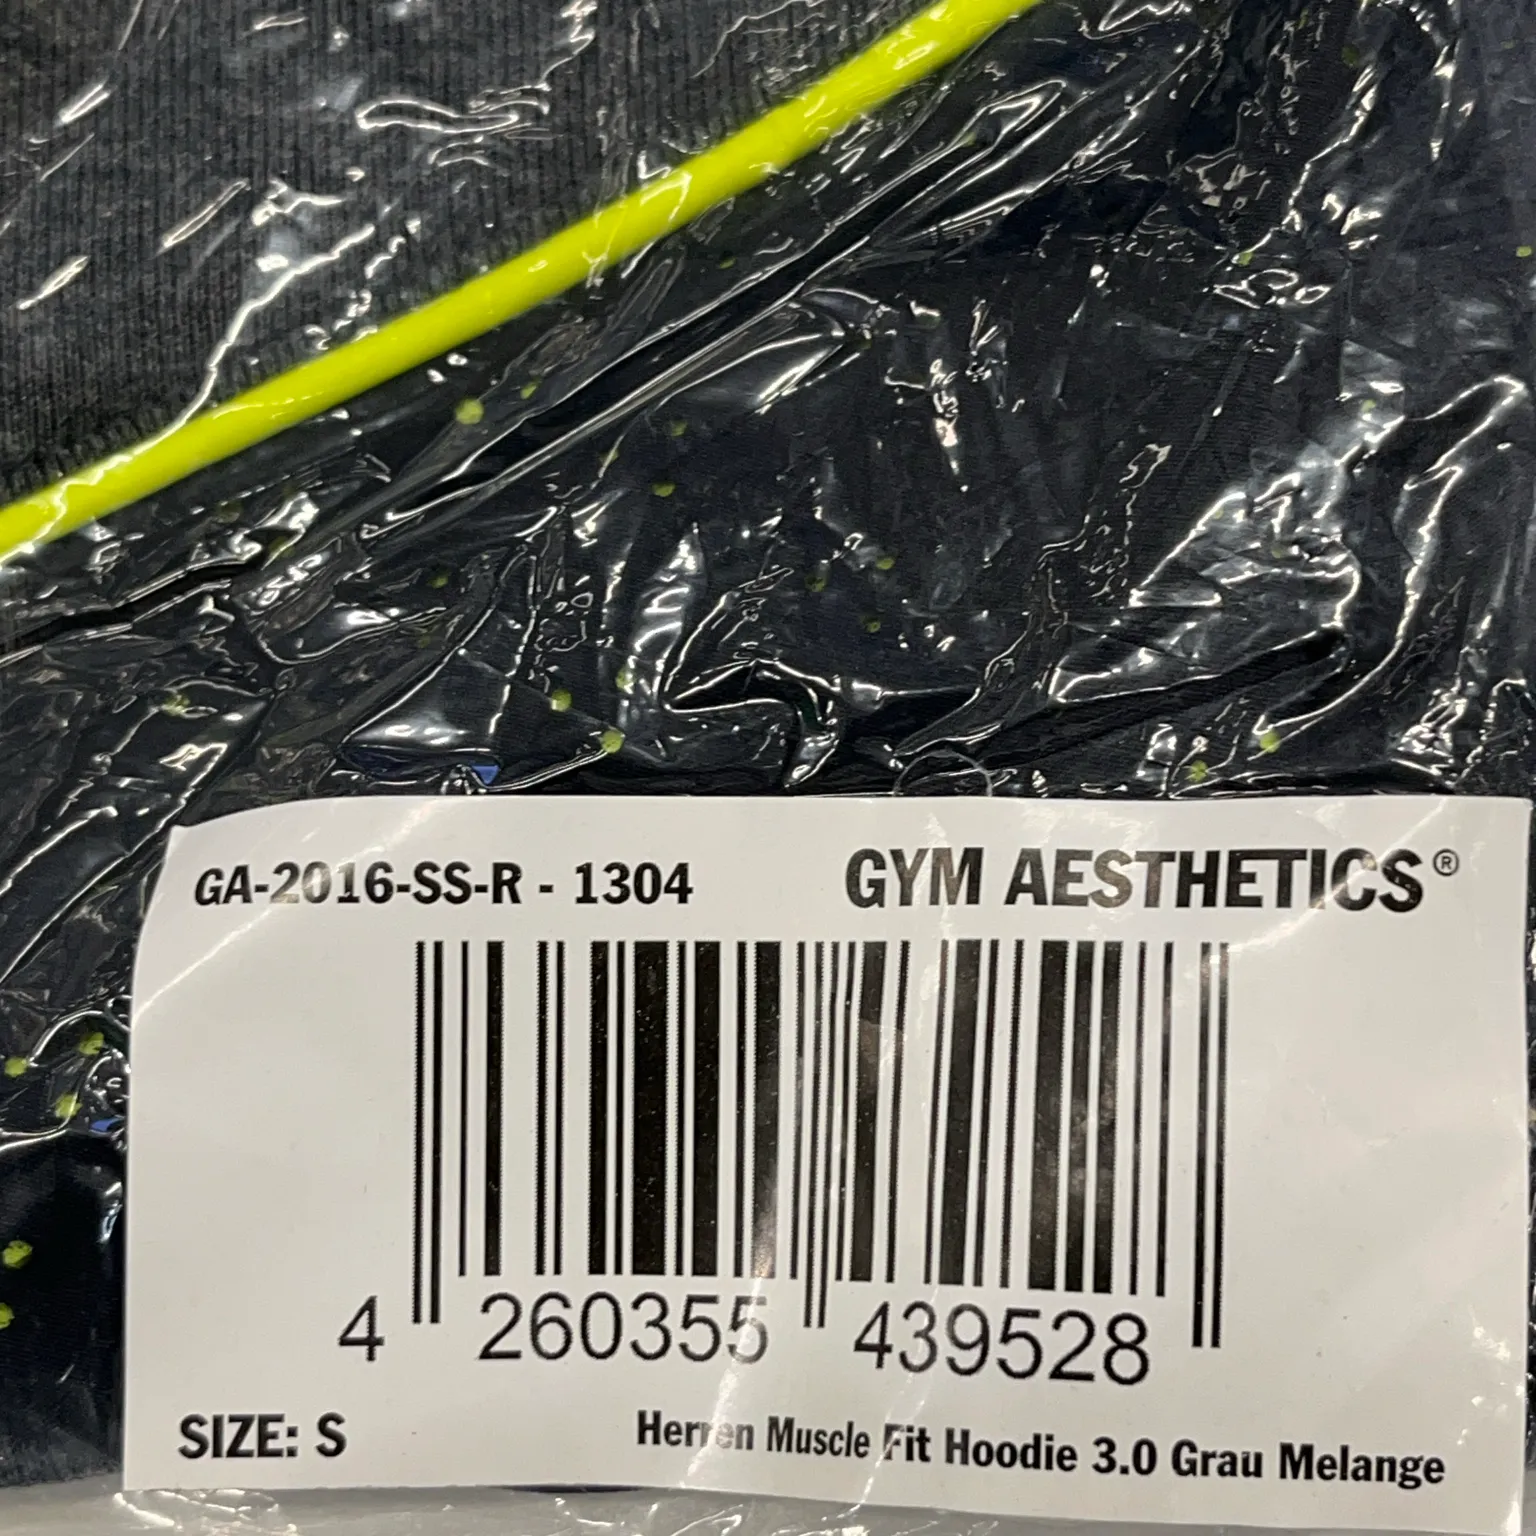 GA-2016-SS-R - 1304
GYM AESTHETICS®
4 260355 439528
SIZE: S
Herren Muscle Fit Hoodie 3.0 Grau Melange